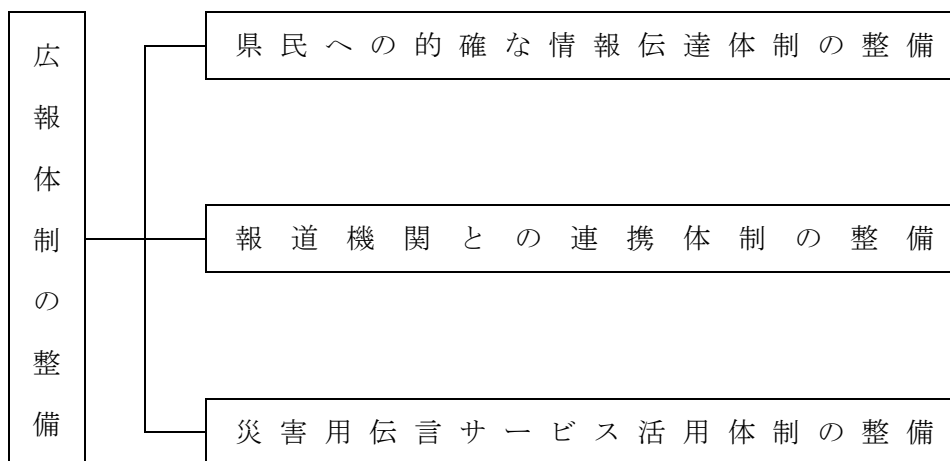 広報体制の整備
県民への的確な情報伝達体制の整備
報道機関との連携体制の整備
災害用伝言サービス活用体制の整備